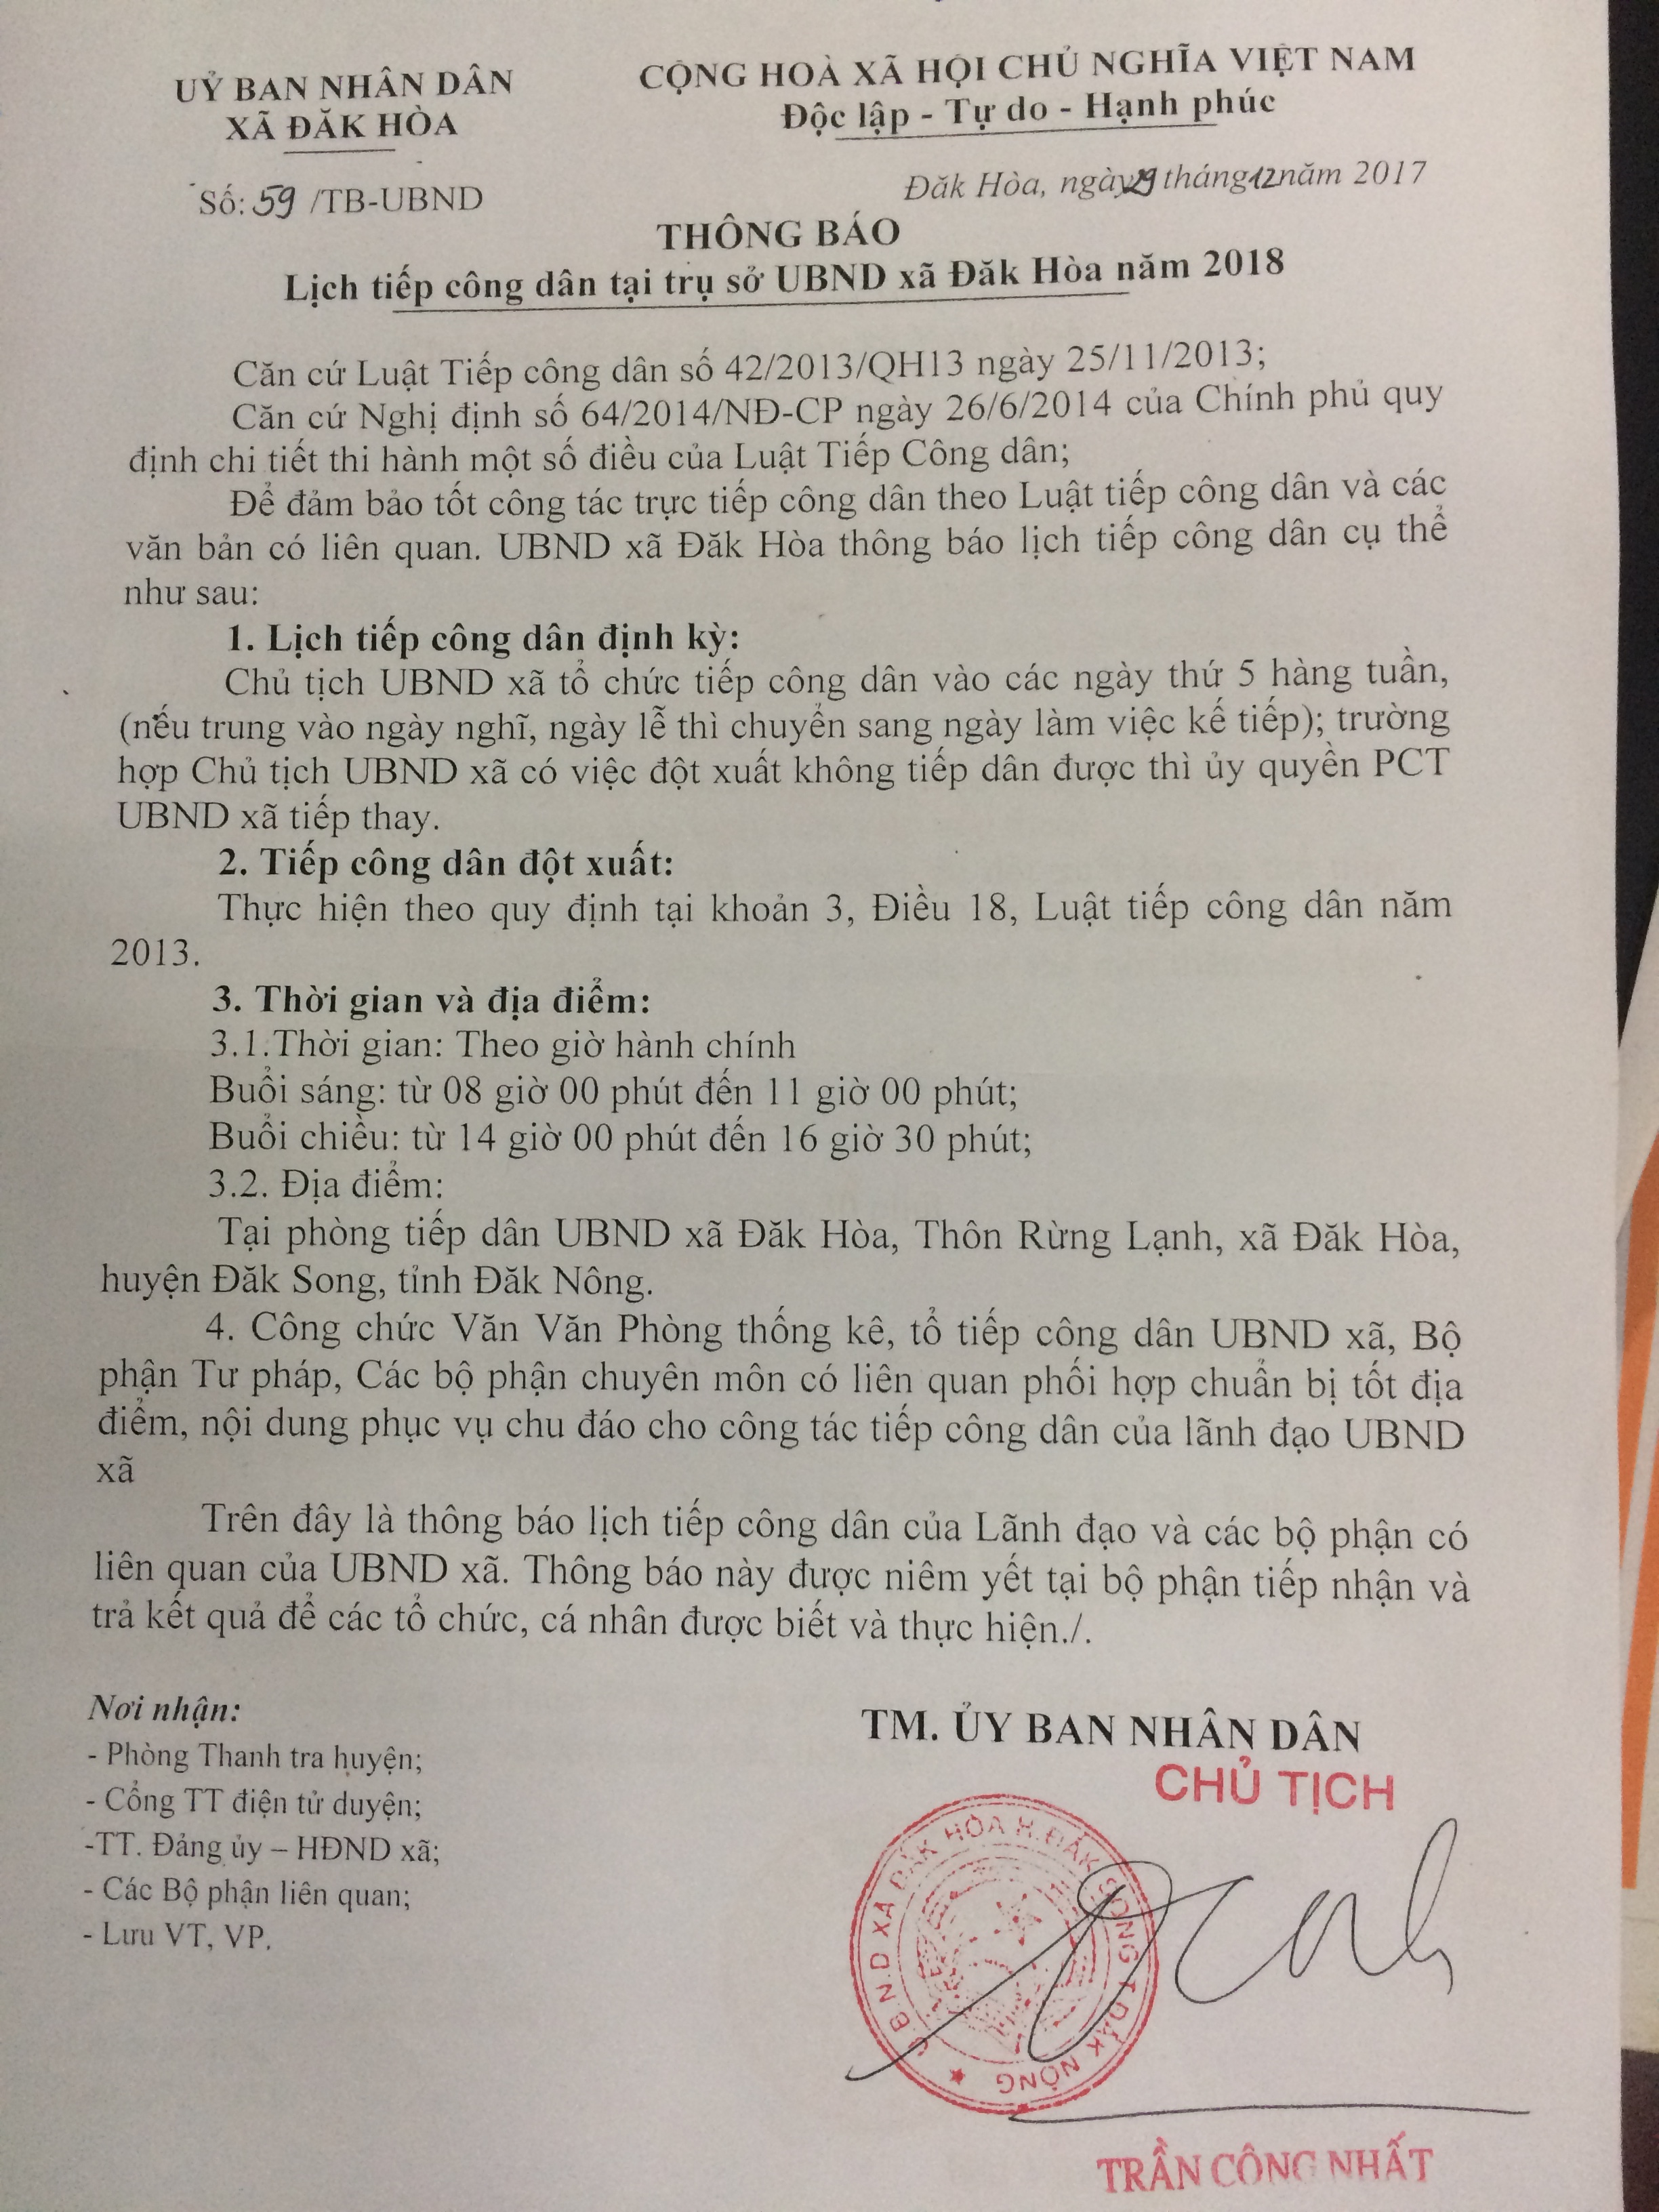 UỶ BAN NHÂN DÂN
XÃ ĐĂK HÒA
CỘNG HOÀ XÃ HỘI CHỦ NGHĨA VIỆT NAM
Độc lập - Tự do - Hạnh phúc
Số: 59 /TB-UBND
Đăk Hòa, ngày 29 tháng 12 năm 2017
THÔNG BÁO
Lịch tiếp công dân tại trụ sở UBND xã Đăk Hòa năm 2018
Căn cứ Luật Tiếp công dân số 42/2013/QH13 ngày 25/11/2013;
Căn cứ Nghị định số 64/2014/NĐ-CP ngày 26/6/2014 của Chính phủ quy
định chi tiết thi hành một số điều của Luật Tiếp Công dân;
Để đảm bảo tốt công tác trực tiếp công dân theo Luật tiếp công dân và các
văn bản có liên quan. UBND xã Đăk Hòa thông báo lịch tiếp công dân cụ thể
như sau:
1. Lịch tiếp công dân định kỳ:
Chủ tịch UBND xã tổ chức tiếp công dân vào các ngày thứ 5 hàng tuần,
(nếu trung vào ngày nghĩ, ngày lễ thì chuyển sang ngày làm việc kế tiếp); trường
hợp Chủ tịch UBND xã có việc đột xuất không tiếp dân được thì ủy quyền PCT
UBND xã tiếp thay.
2. Tiếp công dân đột xuất:
Thực hiện theo quy định tại khoản 3, Điều 18, Luật tiếp công dân năm
2013.
3. Thời gian và địa điểm:
3.1.Thời gian: Theo giờ hành chính
Buổi sáng: từ 08 giờ 00 phút đến 11 giờ 00 phút;
Buổi chiều: từ 14 giờ 00 phút đến 16 giờ 30 phút;
3.2. Địa điểm:
Tại phòng tiếp dân UBND xã Đăk Hòa, Thôn Rừng Lạnh, xã Đăk Hòa,
huyện Đăk Song, tỉnh Đăk Nông.
4. Công chức Văn Văn Phòng thống kê, tổ tiếp công dân UBND xã, Bộ
phận Tư pháp, Các bộ phận chuyên môn có liên quan phối hợp chuẩn bị tốt địa
điểm, nội dung phục vụ chu đáo cho công tác tiếp công dân của lãnh đạo UBND
xã
Trên đây là thông báo lịch tiếp công dân của Lãnh đạo và các bộ phận có
liên quan của UBND xã. Thông báo này được niêm yết tại bộ phận tiếp nhận và
trả kết quả để các tổ chức, cá nhân được biết và thực hiện./.
Nơi nhận:
- Phòng Thanh tra huyện;
- Cổng TT điện tử duyện;
-TT. Đảng ủy – HĐND xã;
- Các Bộ phận liên quan;
- Lưu VT, VP.
TM. ỦY BAN NHÂN DÂN
CHỦ TỊCH
U.B.N.D XÃ ĐĂK HÒA H.ĐĂK SONG T.ĐĂK NÔNG
TRẦN CÔNG NHẤT